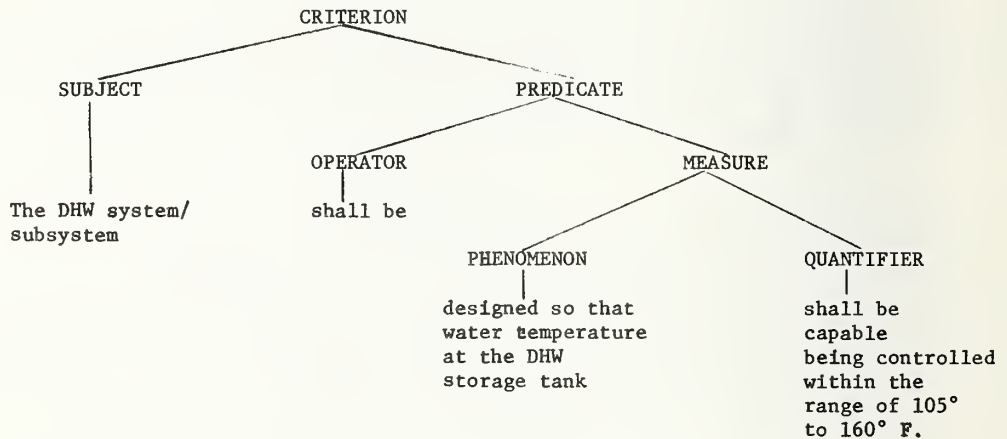 CRITERION
SUBJECT
PREDICATE
OPERATOR
MEASURE
The DHW system/
subsystem
shall be
PHENOMENON
QUANTIFIER
designed so that
water temperature
at the DHW
storage tank
shall be
capable
being controlled
within the
range of 105°
to 160° F.